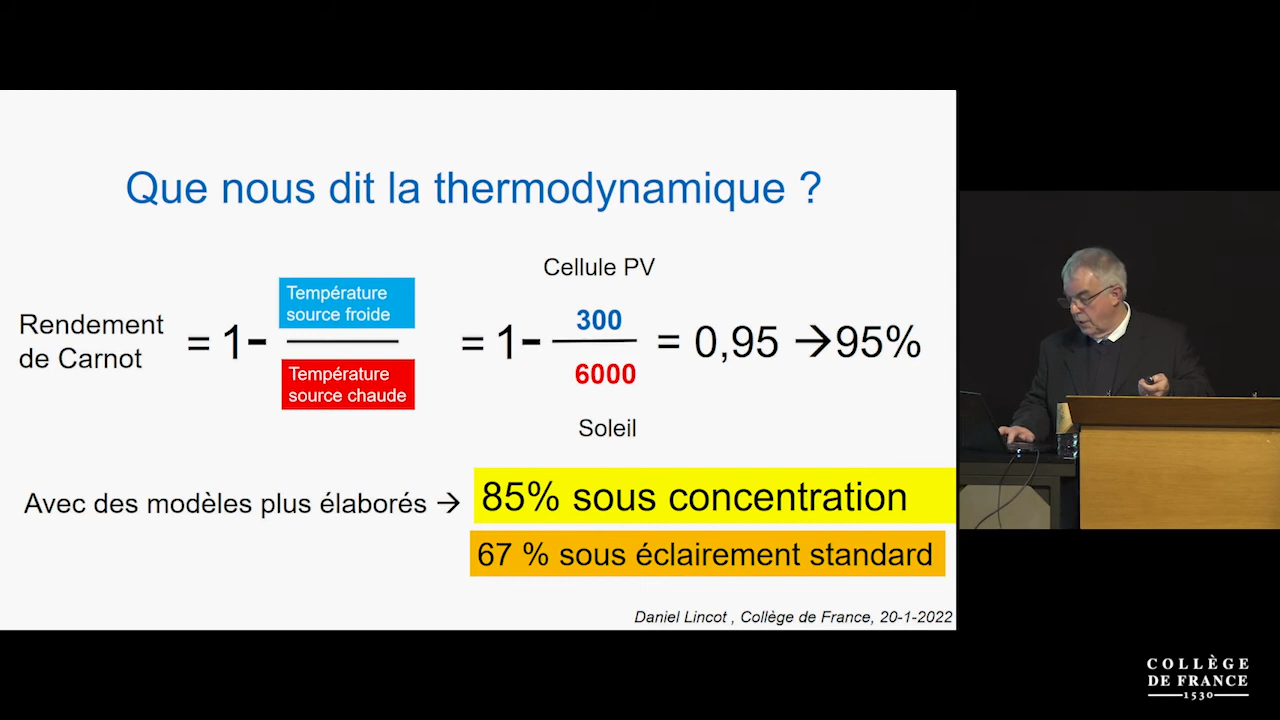 Que nous dit la thermodynamique ?
Cellule PV
Rendement
de Carnot
= 1-
Température
source froide
Température
source chaude
= 1-
300
6000
= 0,95 →95%
Soleil
Avec des modèles plus élaborés →
85% sous concentration
67 % sous éclairement standard
Daniel Lincot , Collège de France, 20-1-2022
COLLÈGE
DE FRANCE
1530